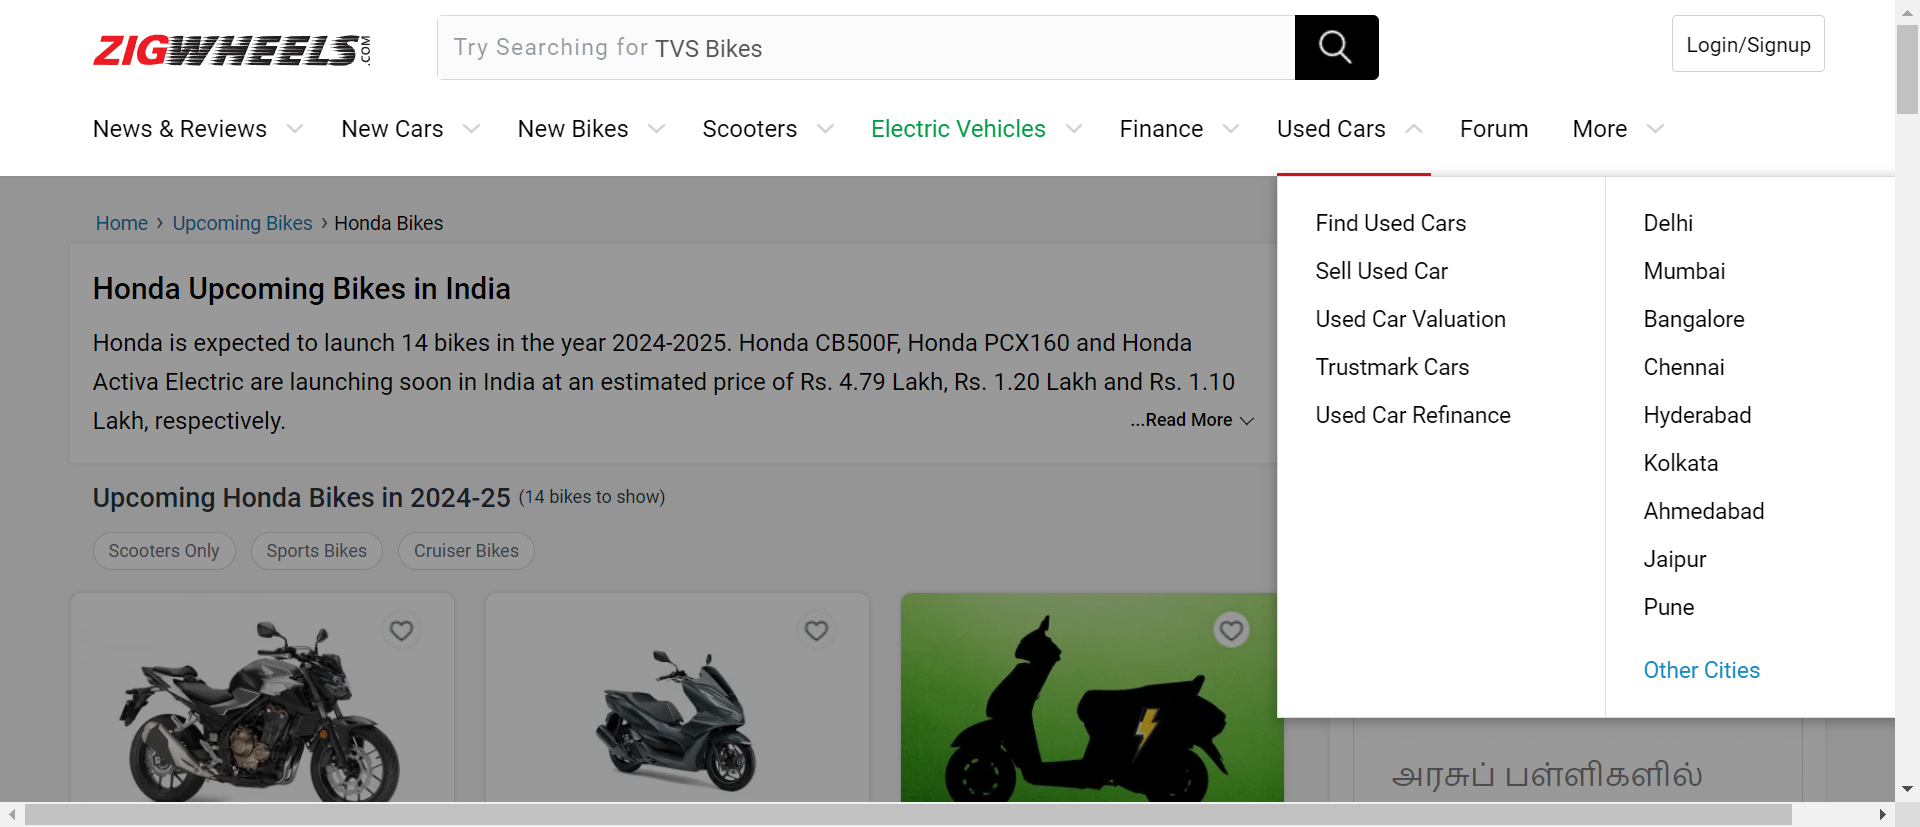 ZIGWHEELS.COM
Try Searching for TVS Bikes
Login/Signup
News & Reviews New Cars New Bikes Scooters Electric Vehicles Finance Used Cars Forum More
Home › Upcoming Bikes › Honda Bikes
Honda Upcoming Bikes in India
Honda is expected to launch 14 bikes in the year 2024-2025. Honda CB500F, Honda PCX160 and Honda
Activa Electric are launching soon in India at an estimated price of Rs. 4.79 Lakh, Rs. 1.20 Lakh and Rs. 1.10
Lakh, respectively.
...Read More
Upcoming Honda Bikes in 2024-25 (14 bikes to show)
Scooters Only Sports Bikes Cruiser Bikes
Find Used Cars
Sell Used Car
Used Car Valuation
Trustmark Cars
Used Car Refinance
Delhi
Mumbai
Bangalore
Chennai
Hyderabad
Kolkata
Ahmedabad
Jaipur
Pune
Other Cities
அரசுப் பள்ளிகளில்